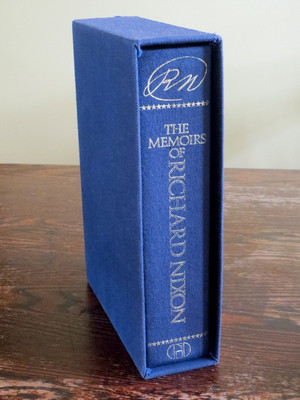 RN
THE
MEMOIRS
OF
RICHARD NIXON